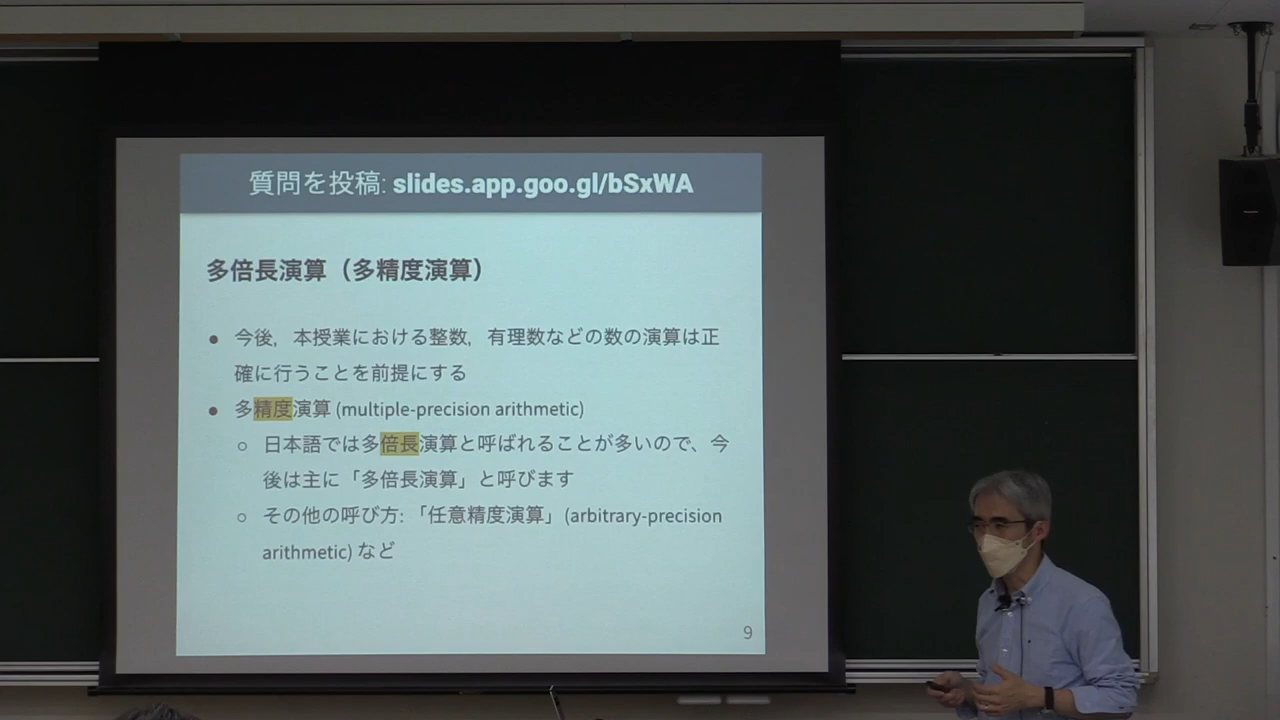 質問を投稿: slides.app.goo.gl/bSxWA
多倍長演算（多精度演算）
● 今後，本授業における整数，有理数などの数の演算は正
確に行うことを前提にする
● 多精度演算 (multiple-precision arithmetic)
○ 日本語では多倍長演算と呼ばれることが多いので、今
後は主に「多倍長演算」と呼びます
○ その他の呼び方: 「任意精度演算」(arbitrary-precision
arithmetic) など
9